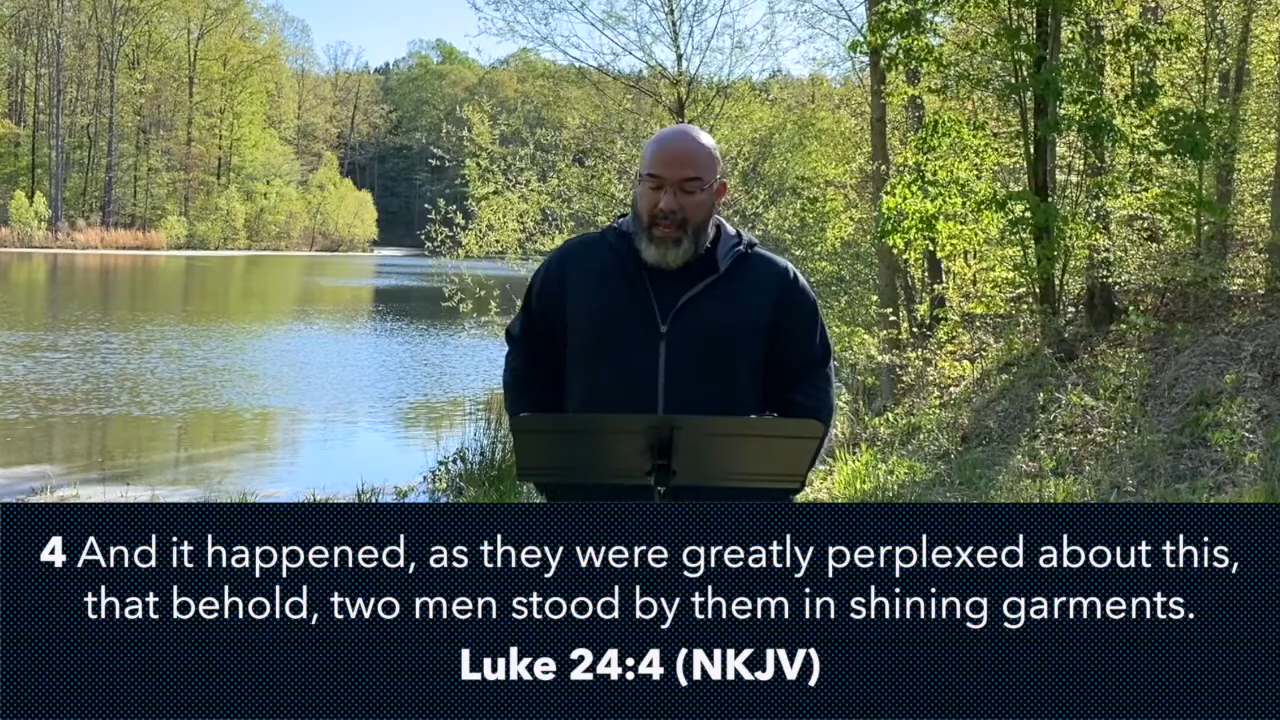 4 And it happened, as they were greatly perplexed about this,
that behold, two men stood by them in shining garments.
Luke 24:4 (NKJV)